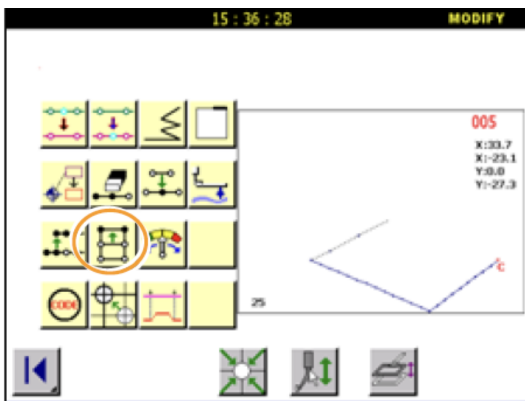 15 : 36 : 28
MODIFY
005
X:33.7
X:-23.1
Y:0.0
Y:-27.3
C
25
CODE